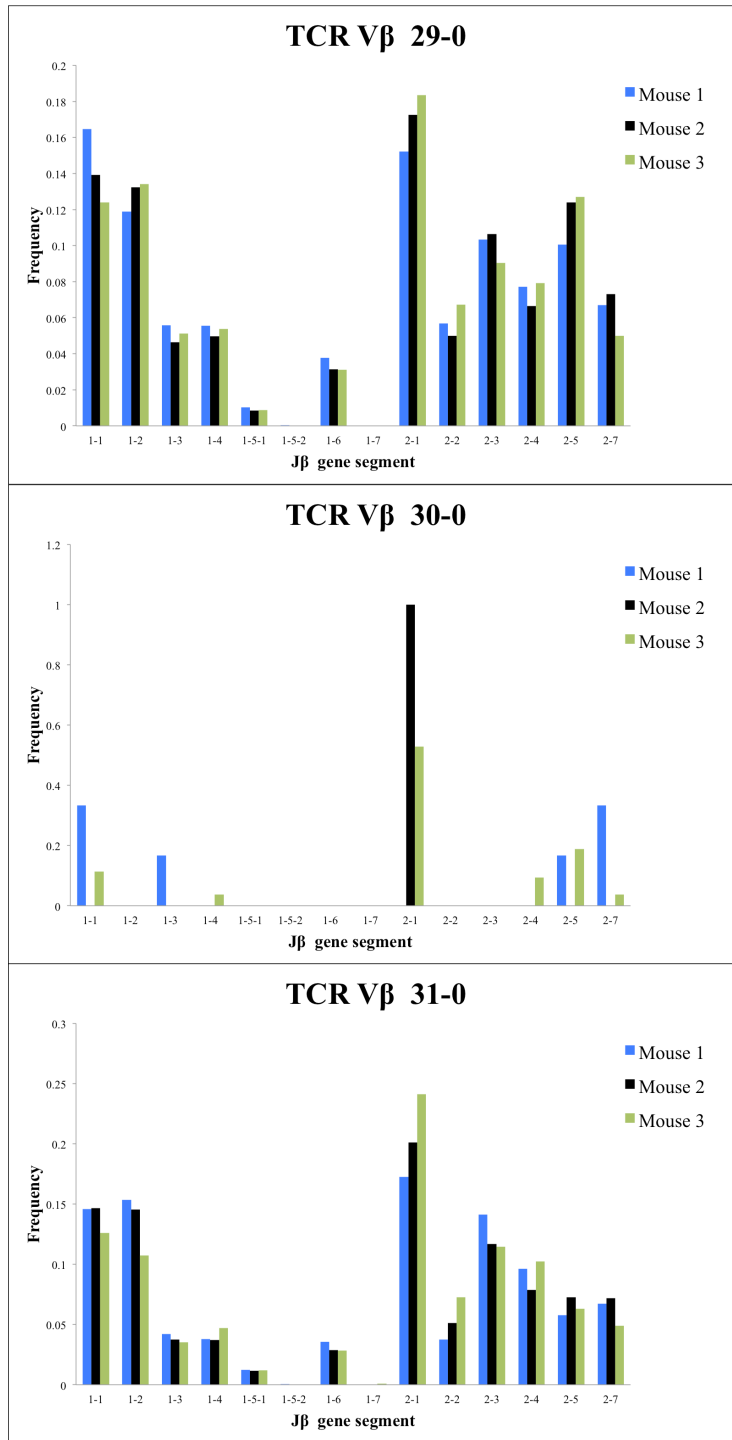 TCR Vβ 29-0
0.2
0.18
0.16
0.14
0.12
0.1
0.08
0.06
0.04
0.02
0
Frequency
Mouse 1
Mouse 2
Mouse 3
1-1 1-2 1-3 1-4 1-5-1 1-5-2 1-6 1-7 2-1 2-2 2-3 2-4 2-5 2-7
Jβ gene segment
TCR Vβ 30-0
1.2
1
0.8
0.6
0.4
0.2
0
Frequency
Mouse 1
Mouse 2
Mouse 3
1-1 1-2 1-3 1-4 1-5-1 1-5-2 1-6 1-7 2-1 2-2 2-3 2-4 2-5 2-7
Jβ gene segment
TCR Vβ 31-0
0.3
0.25
0.2
0.15
0.1
0.05
0
Frequency
Mouse 1
Mouse 2
Mouse 3
1-1 1-2 1-3 1-4 1-5-1 1-5-2 1-6 1-7 2-1 2-2 2-3 2-4 2-5 2-7
Jβ gene segment